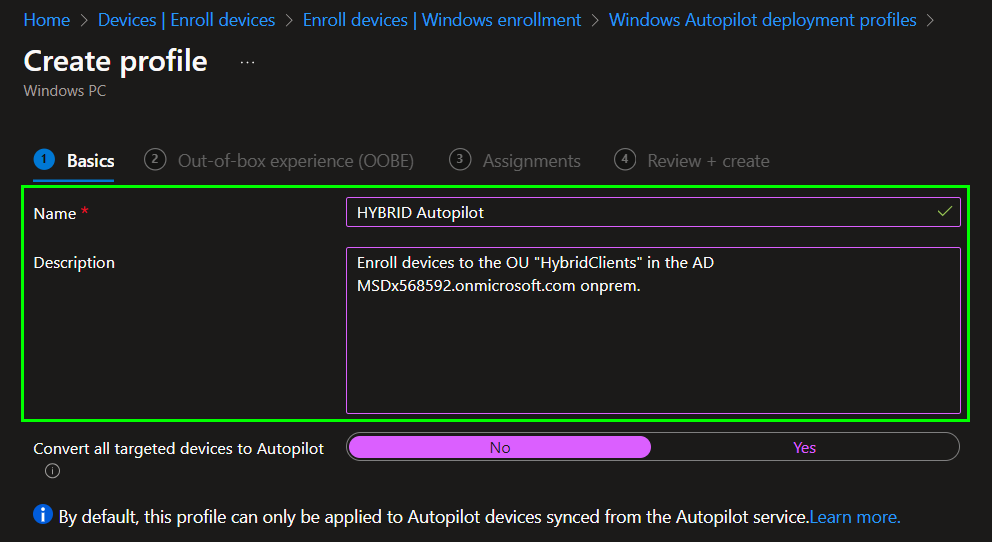 Home > Devices | Enroll devices > Enroll devices | Windows enrollment > Windows Autopilot deployment profiles >
Create profile ...
Windows PC
1 Basics 2 Out-of-box experience (OOBE) 3 Assignments 4 Review + create
Name * HYBRID Autopilot
Description Enroll devices to the OU "HybridClients" in the AD
MSDx568592.onmicrosoft.com onprem.
Convert all targeted devices to Autopilot No Yes
By default, this profile can only be applied to Autopilot devices synced from the Autopilot service.Learn more.